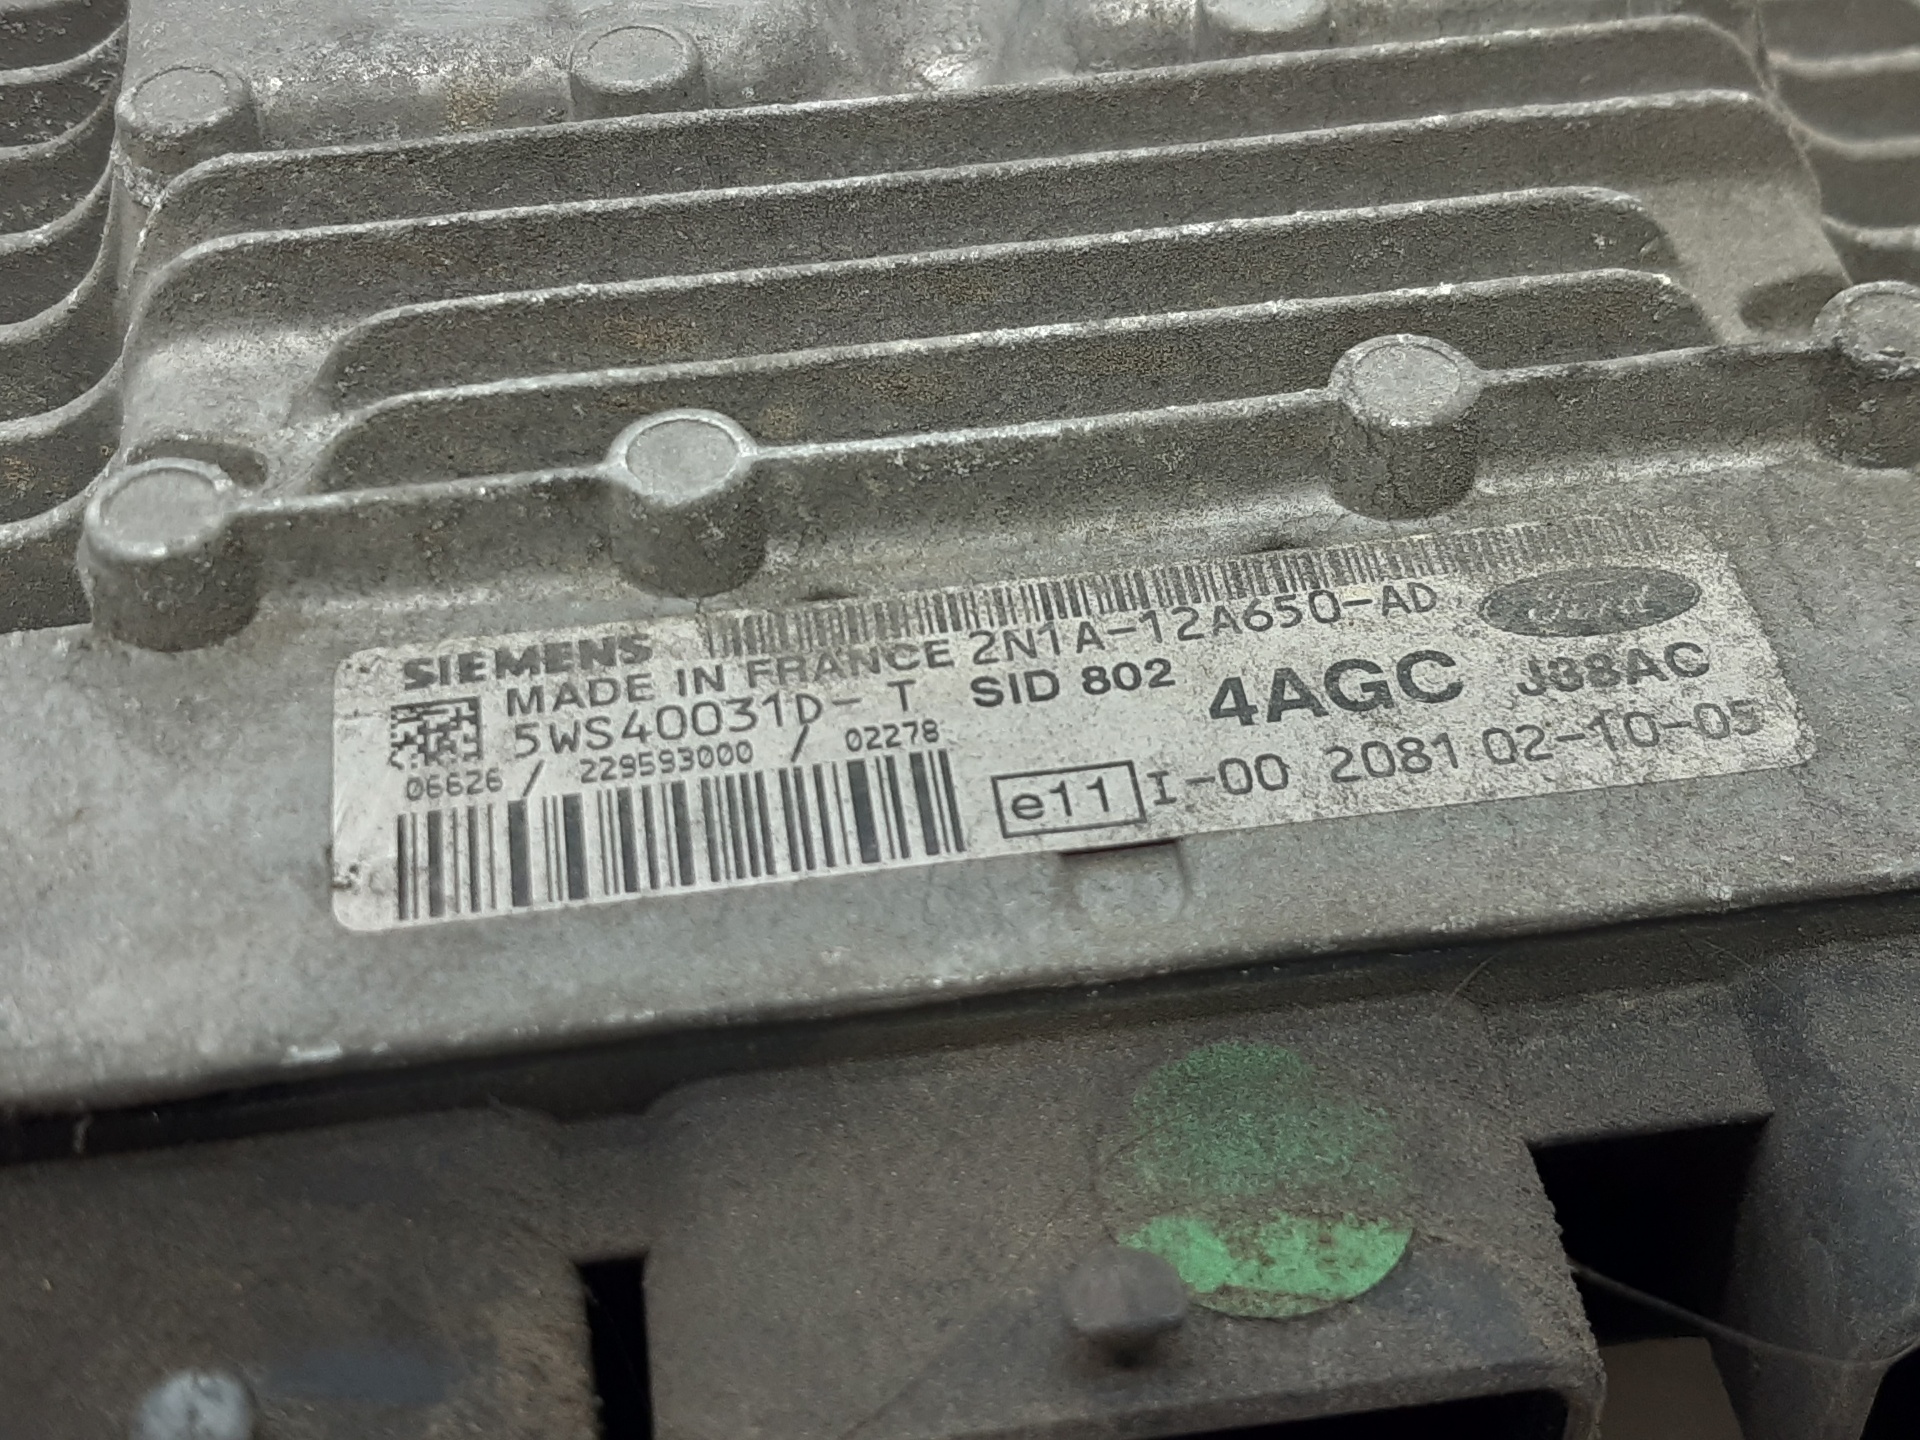 SIEMENS
MADE IN FRANCE 2N1A-12A650-AD Ford
5WS40031D- T SID 802 4AGC J38AC
06626 / 229593000 / 02278
e11 I-00 2081 02-10-05